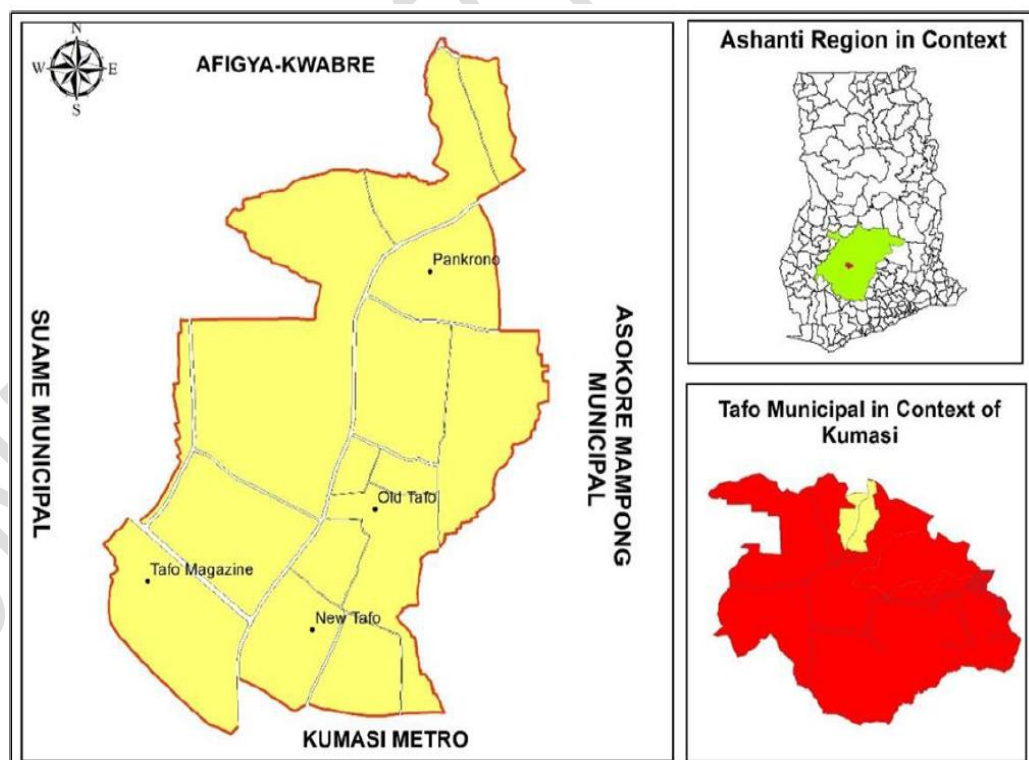 N
W E
S
AFIGYA-KWABRE
Pankrono
SUAME MUNICIPAL
ASOKORE MAMPONG
MUNICIPAL
Old Tafo
Tafo Magazine
New Tafo
KUMASI METRO
Ashanti Region in Context
Tafo Municipal in Context of
Kumasi